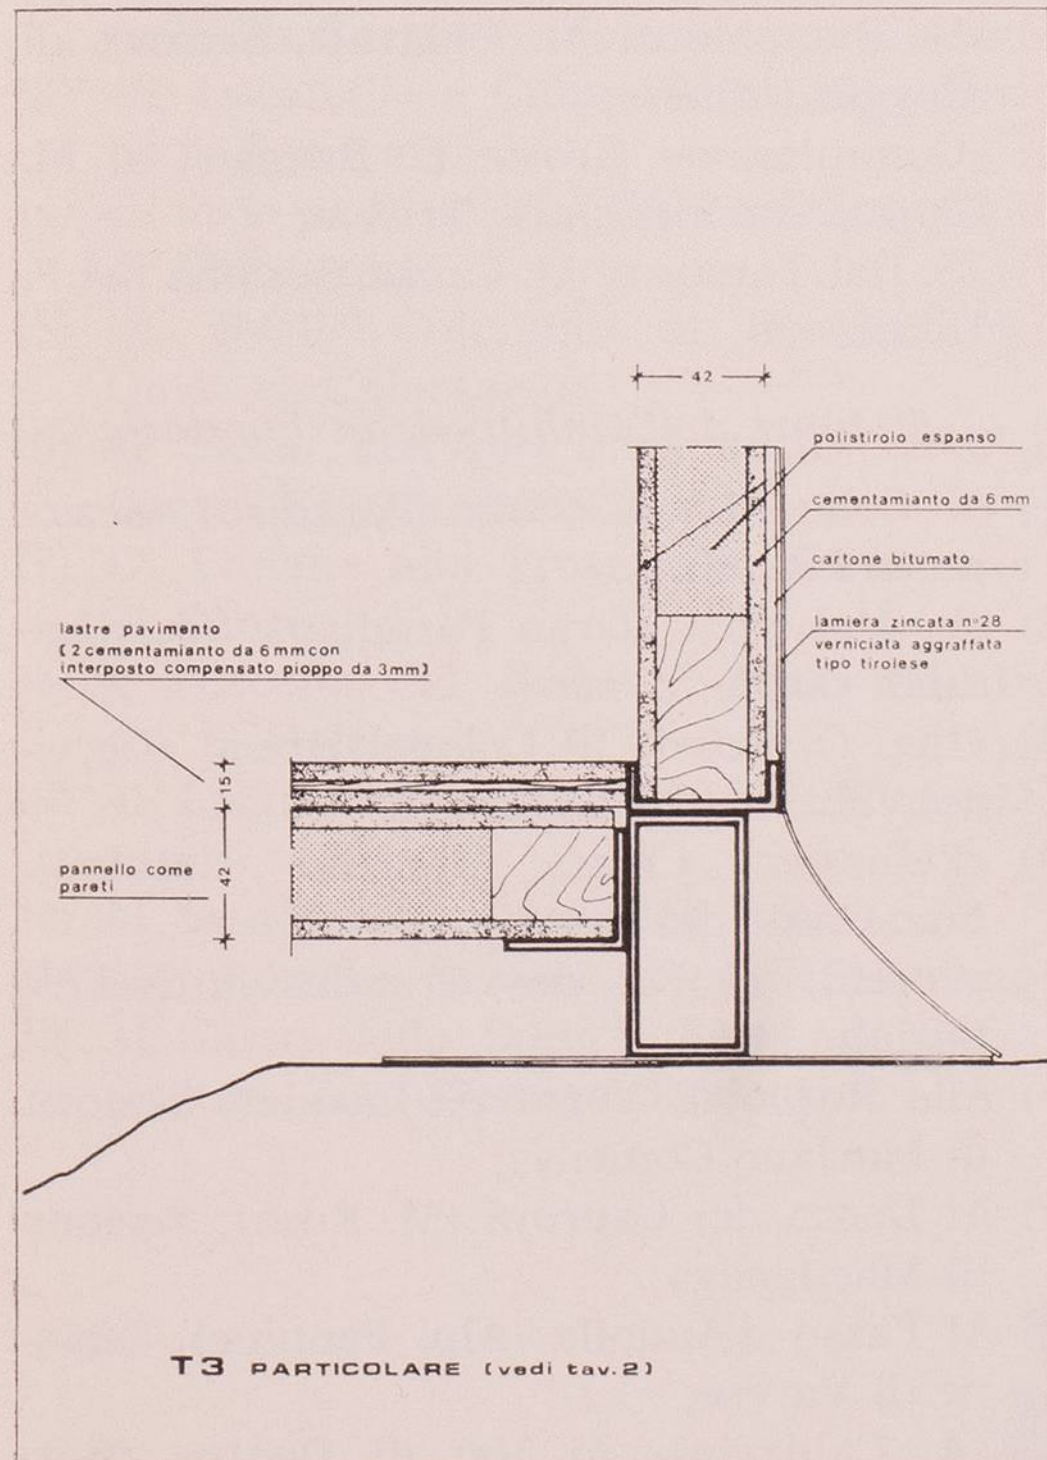 42
polistirolo espanso
cementamianto da 6 mm
cartone bitumato
lamiera zincata n°28
verniciata aggraffata
tipo tirolese
lastre pavimento
(2 cementamianto da 6mm con
interposto compensato pioppo da 3mm)
15
42
pannello come
pareti
T3 PARTICOLARE (vedi tav.2)